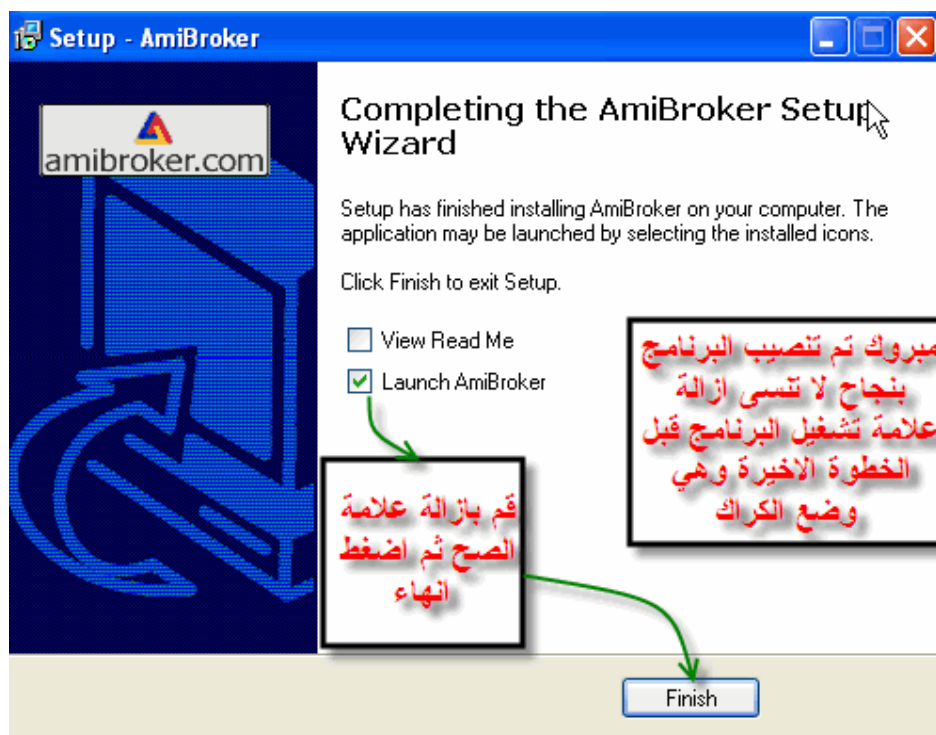 Setup - AmiBroker
amibroker.com
Completing the AmiBroker Setup
Wizard
Setup has finished installing AmiBroker on your computer. The
application may be launched by selecting the installed icons.
Click Finish to exit Setup.
View Read Me
Launch AmiBroker
مبروك تم تنصيب البرنامج
بنجاح لا تنسى ازالة
علامة تشغيل البرنامج قبل
الخطوة الاخيرة وهي
وضع الكراك
قم بازالة علامة
الصح ثم اضغط
انهاء
Finish